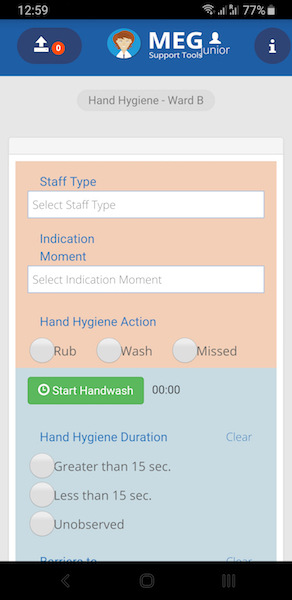 12:59
77%
0
MEG
Junior
Support Tools
Hand Hygiene - Ward B
Staff Type
Select Staff Type
Indication
Moment
Select Indication Moment
Hand Hygiene Action
Rub Wash Missed
Start Handwash 00:00
Hand Hygiene Duration Clear
Greater than 15 sec.
Less than 15 sec.
Unobserved
Barriers to Clear